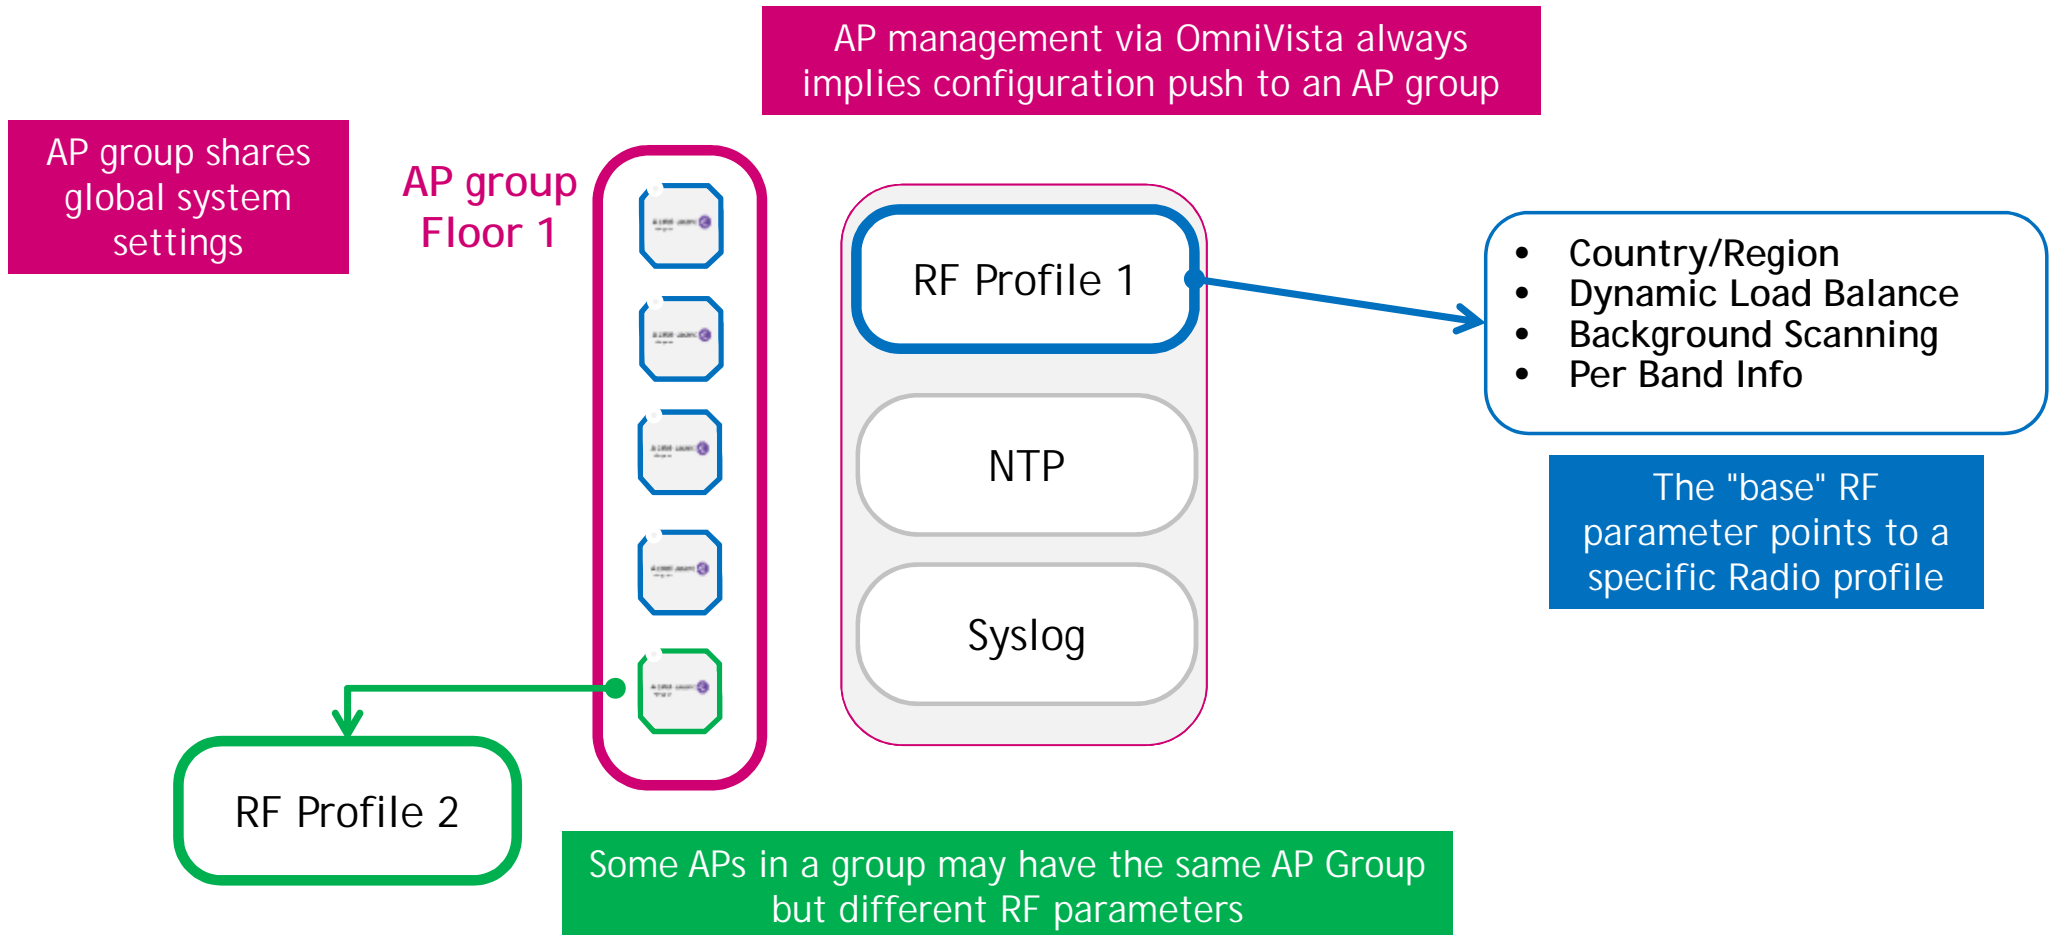 AP management via OmniVista always
implies configuration push to an AP group
AP group shares
global system
settings
AP group
Floor 1
RF Profile 1
NTP
Syslog
• Country/Region
• Dynamic Load Balance
• Background Scanning
• Per Band Info
The "base" RF
parameter points to a
specific Radio profile
RF Profile 2
Some APs in a group may have the same AP Group
but different RF parameters